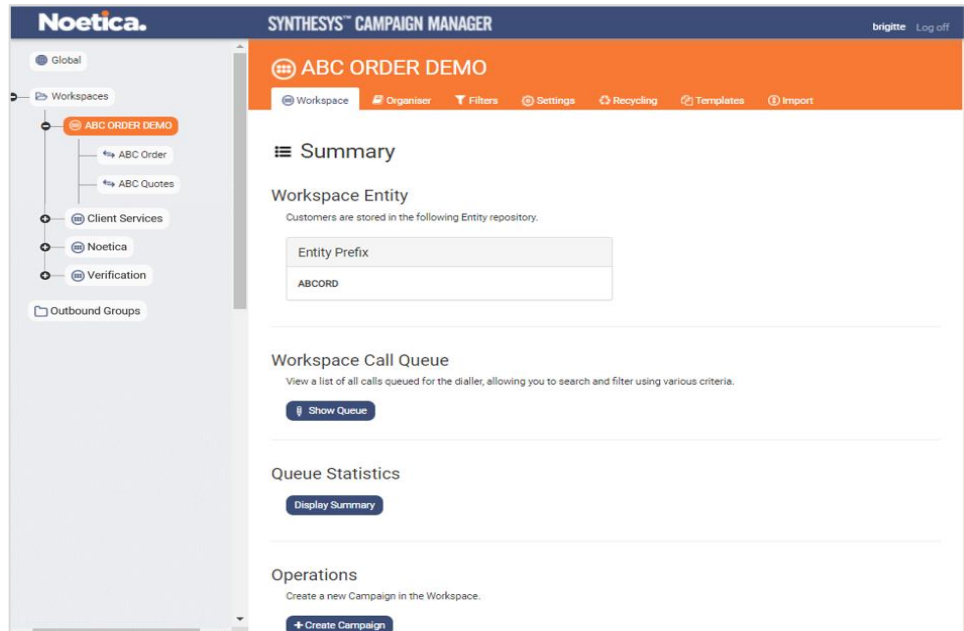 Noetica.
SYNTHESYS™ CAMPAIGN MANAGER
brigitte Log off
Global
Workspaces
ABC ORDER DEMO
ABC Order
ABC Quotes
Client Services
Noetica
Verification
Outbound Groups
ABC ORDER DEMO
Workspace Organiser Filters Settings Recycling Templates Import
Summary
Workspace Entity
Customers are stored in the following Entity repository.
Entity Prefix
ABCORD
Workspace Call Queue
View a list of all calls queued for the dialler, allowing you to search and filter using various criteria.
Show Queue
Queue Statistics
Display Summary
Operations
Create a new Campaign in the Workspace.
+ Create Campaign